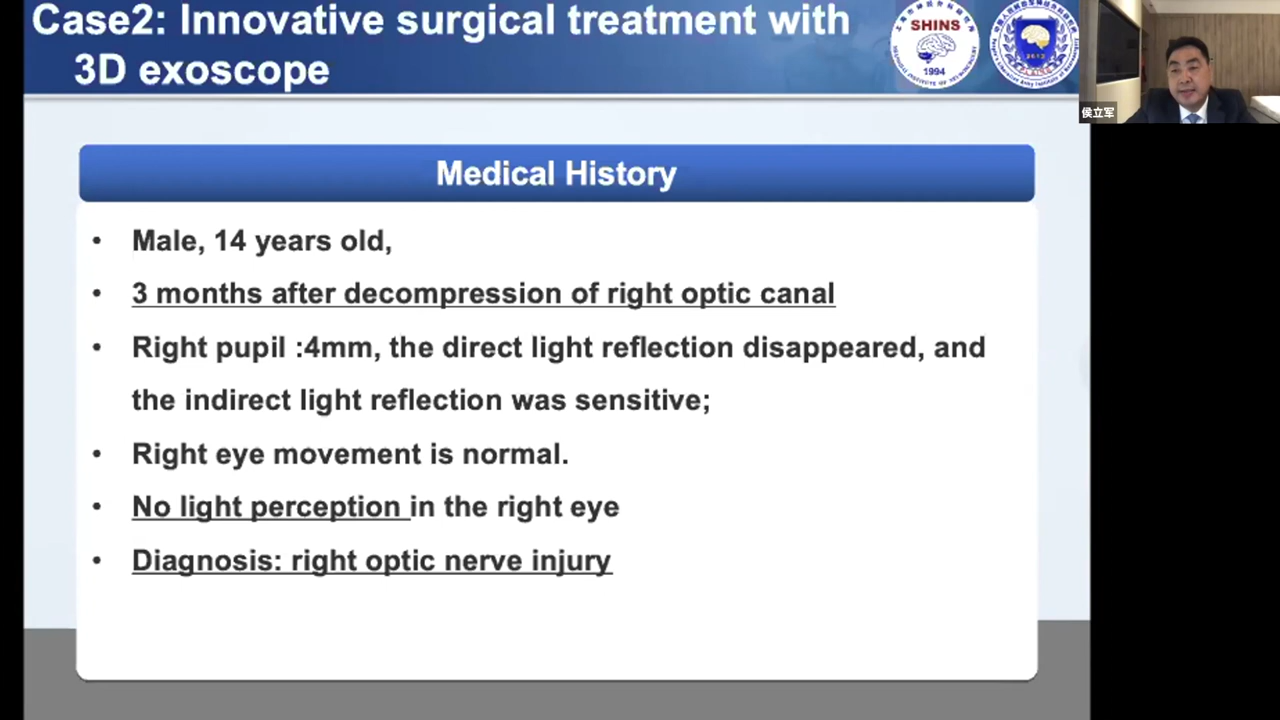 Case2: Innovative surgical treatment with
3D exoscope
SHINS
1994
侯立军
Medical History
• Male, 14 years old,
• 3 months after decompression of right optic canal
• Right pupil :4mm, the direct light reflection disappeared, and
the indirect light reflection was sensitive;
• Right eye movement is normal.
• No light perception in the right eye
• Diagnosis: right optic nerve injury